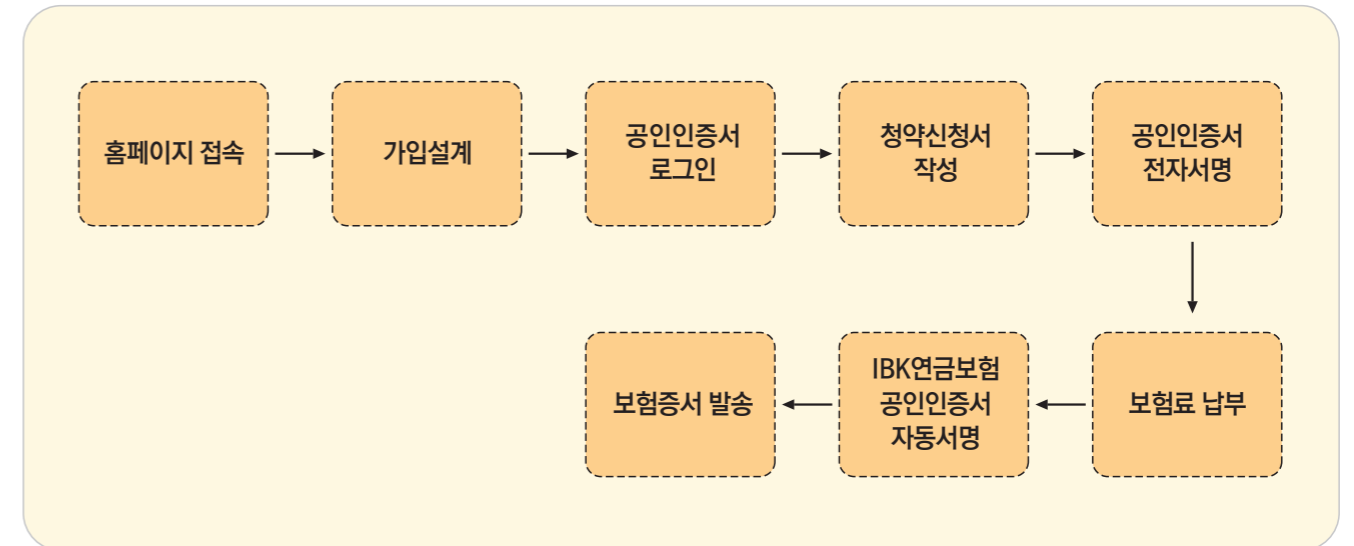 홈페이지 접속
가입설계
공인인증서
로그인
청약신청서
작성
공인인증서
전자서명
보험료 납부
IBK연금보험
공인인증서
자동서명
보험증서 발송